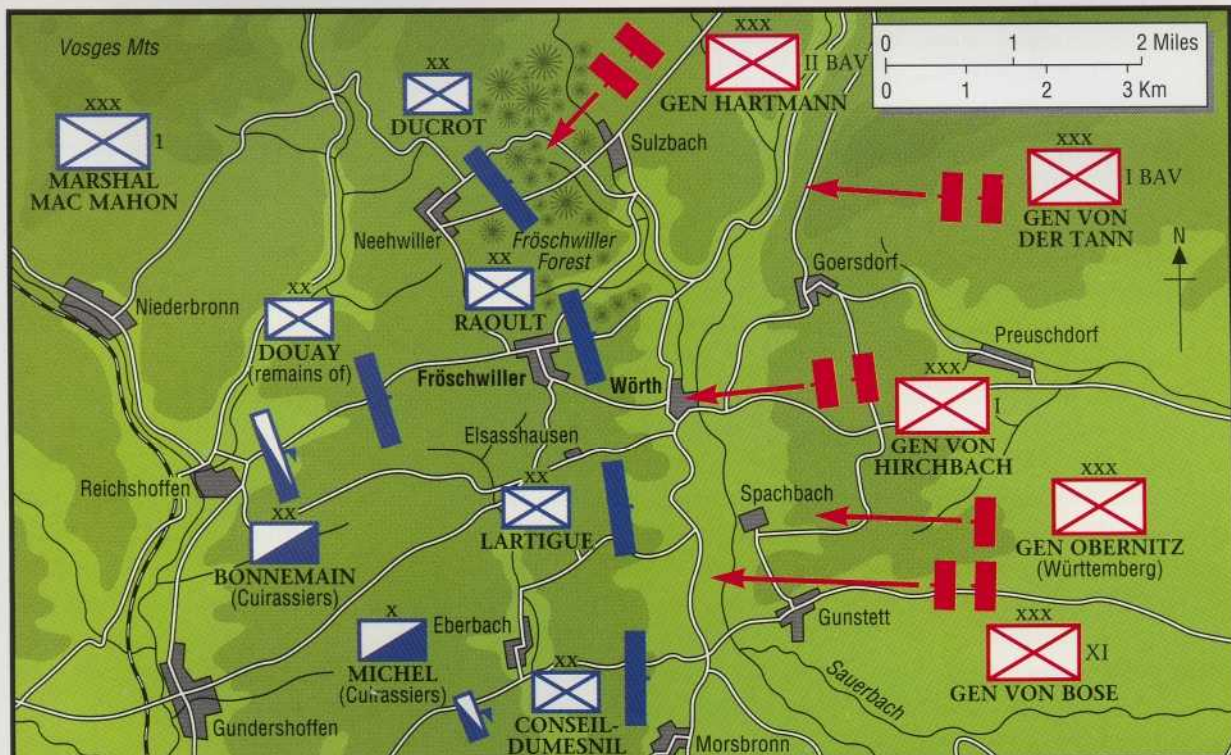 Vosges Mts
XXX
1
MARSHAL
MAC MAHON
XX
DUCROT
XXX
II BAV
GEN HARTMANN
0 1 2 Miles
0 1 2 3 Km
Sulzbach
XXX
I BAV
GEN VON
DER TANN
N
Neehwiller
Fröschwiller
Forest
Goersdorf
Niederbronn
XX
DOUAY
(remains of)
XX
RAOULT
Preuschdorf
Fröschwiller
Wörth
XXX
I
GEN VON
HIRCHBACH
Elsasshausen
Reichshoffen
XX
LARTIGUE
Spachbach
XXX
GEN OBERNITZ
(Württemberg)
XX
BONNEMAIN
(Cuirassiers)
X
MICHEL
(Cuirassiers)
Eberbach
Gunstett
XXX
XI
GEN VON BOSE
Sauerbach
XX
CONSEIL-
DUMESNIL
Gundershoffen
Morsbronn